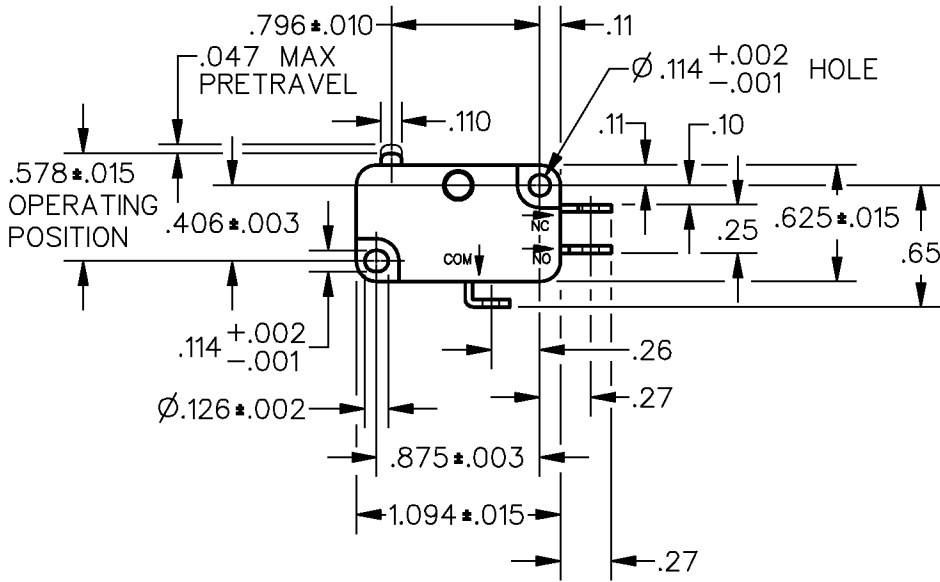 .796±.010
.11
.047 MAX
PRETRAVEL
Ø.114 +.002 -.001 HOLE
.110
.11
.10
.578±.015
OPERATING
POSITION
.406±.003
NC
.25
.625±.015
.65
COM
NO
.114 +.002 -.001
.26
Ø.126±.002
.27
.875±.003
1.094±.015
.27